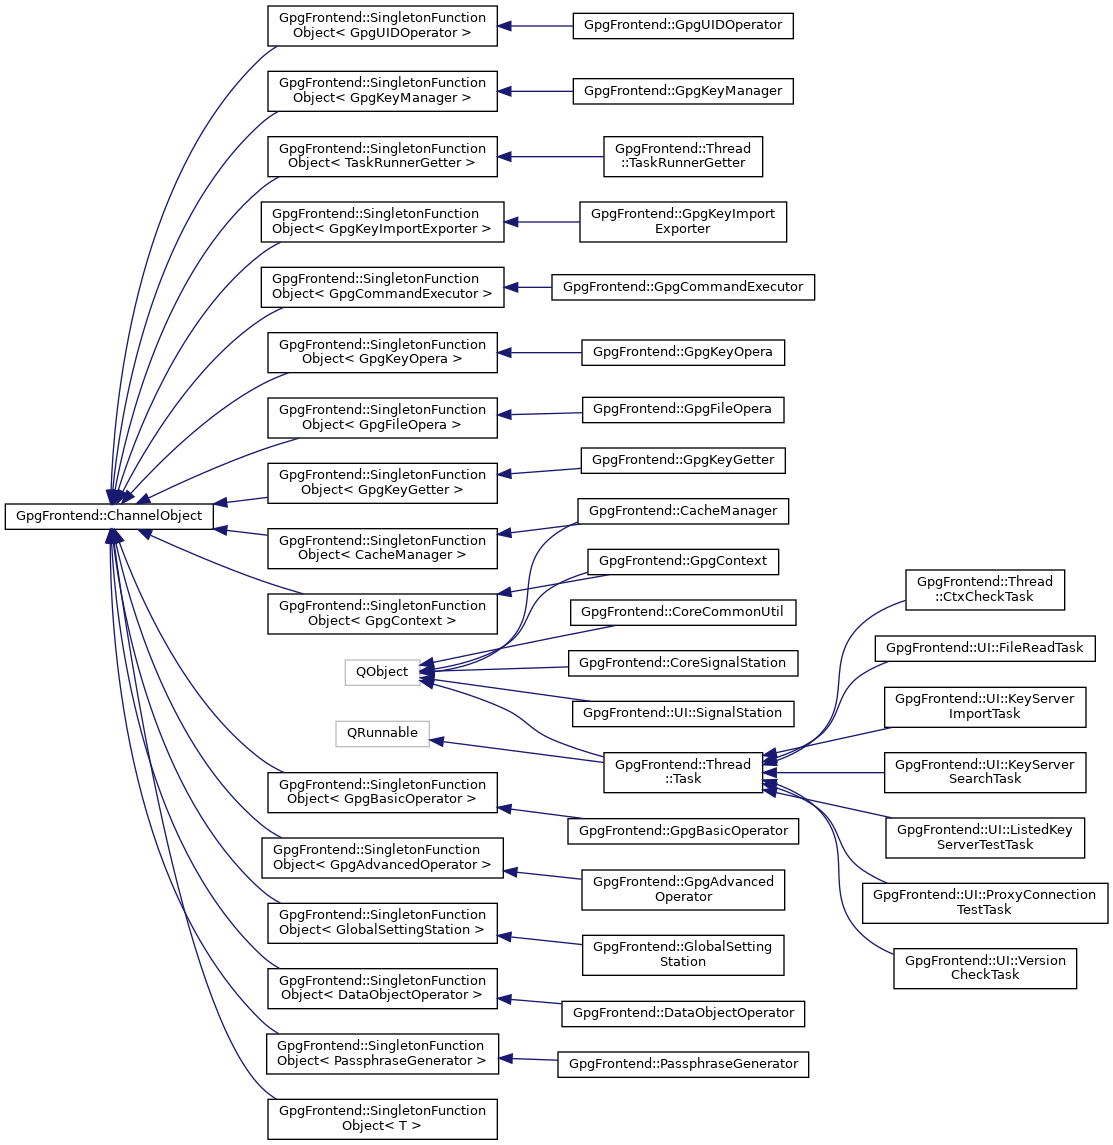 GpgFrontend::SingletonFunction
Object< GpgUIDOperator >
GpgFrontend::GpgUIDOperator
GpgFrontend::SingletonFunction
Object< GpgKeyManager >
GpgFrontend::GpgKeyManager
GpgFrontend::SingletonFunction
Object< TaskRunnerGetter >
GpgFrontend::Thread
::TaskRunnerGetter
GpgFrontend::SingletonFunction
Object< GpgKeyImportExporter >
GpgFrontend::GpgKeyImport
Exporter
GpgFrontend::SingletonFunction
Object< GpgCommandExecutor >
GpgFrontend::GpgCommandExecutor
GpgFrontend::SingletonFunction
Object< GpgKeyOpera >
GpgFrontend::GpgKeyOpera
GpgFrontend::SingletonFunction
Object< GpgFileOpera >
GpgFrontend::GpgFileOpera
GpgFrontend::SingletonFunction
Object< GpgKeyGetter >
GpgFrontend::GpgKeyGetter
GpgFrontend::ChannelObject
GpgFrontend::SingletonFunction
Object< CacheManager >
GpgFrontend::CacheManager
GpgFrontend::SingletonFunction
Object< GpgContext >
GpgFrontend::GpgContext
GpgFrontend::CoreCommonUtil
QObject
GpgFrontend::CoreSignalStation
GpgFrontend::UI::SignalStation
QRunnable
GpgFrontend::Thread
::Task
GpgFrontend::Thread
::CtxCheckTask
GpgFrontend::UI::FileReadTask
GpgFrontend::UI::KeyServer
ImportTask
GpgFrontend::UI::KeyServer
SearchTask
GpgFrontend::UI::ListedKey
ServerTestTask
GpgFrontend::UI::ProxyConnection
TestTask
GpgFrontend::UI::Version
CheckTask
GpgFrontend::SingletonFunction
Object< GpgBasicOperator >
GpgFrontend::GpgBasicOperator
GpgFrontend::SingletonFunction
Object< GpgAdvancedOperator >
GpgFrontend::GpgAdvanced
Operator
GpgFrontend::SingletonFunction
Object< GlobalSettingStation >
GpgFrontend::GlobalSetting
Station
GpgFrontend::SingletonFunction
Object< DataObjectOperator >
GpgFrontend::DataObjectOperator
GpgFrontend::SingletonFunction
Object< PassphraseGenerator >
GpgFrontend::PassphraseGenerator
GpgFrontend::SingletonFunction
Object< T >